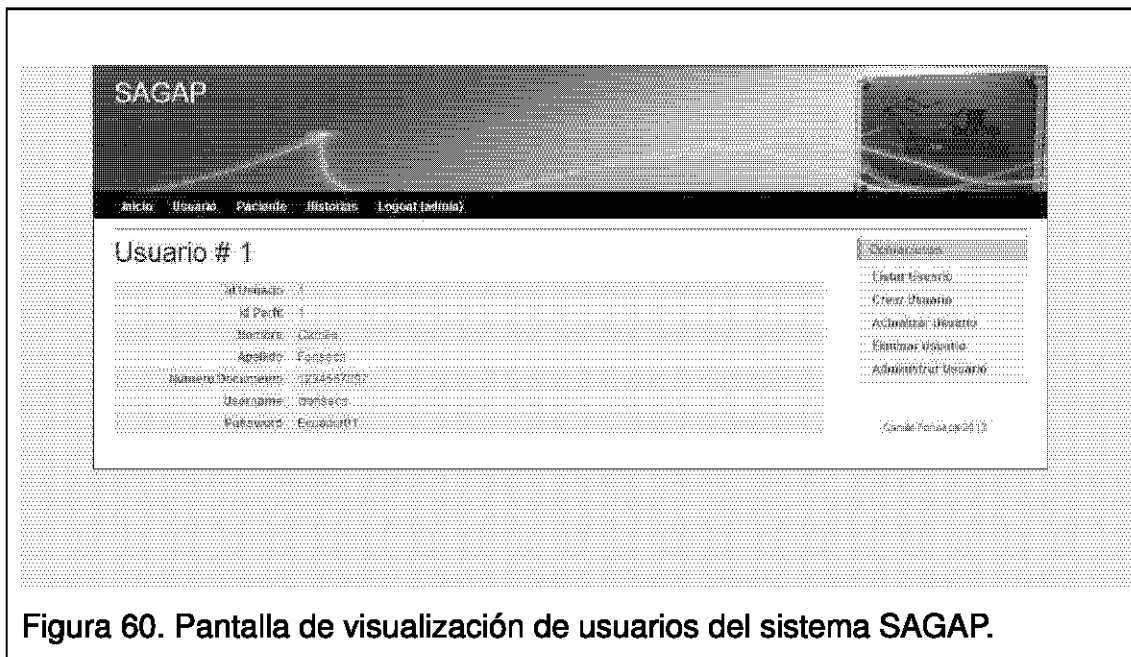 SAGAP
Inicio Usuario Paciente Historias Logout (admin)
Usuario # 1
Id Usuario 1
Id Perfil 1
Nombre
Apellido Fonseca
Numero Documento
Username
Password Ecuador01
Operaciones
Listar Usuario
Crear Usuario
Actualizar Usuario
Eliminar Usuario
Administrar Usuario
Figura 60. Pantalla de visualización de usuarios del sistema SAGAP.